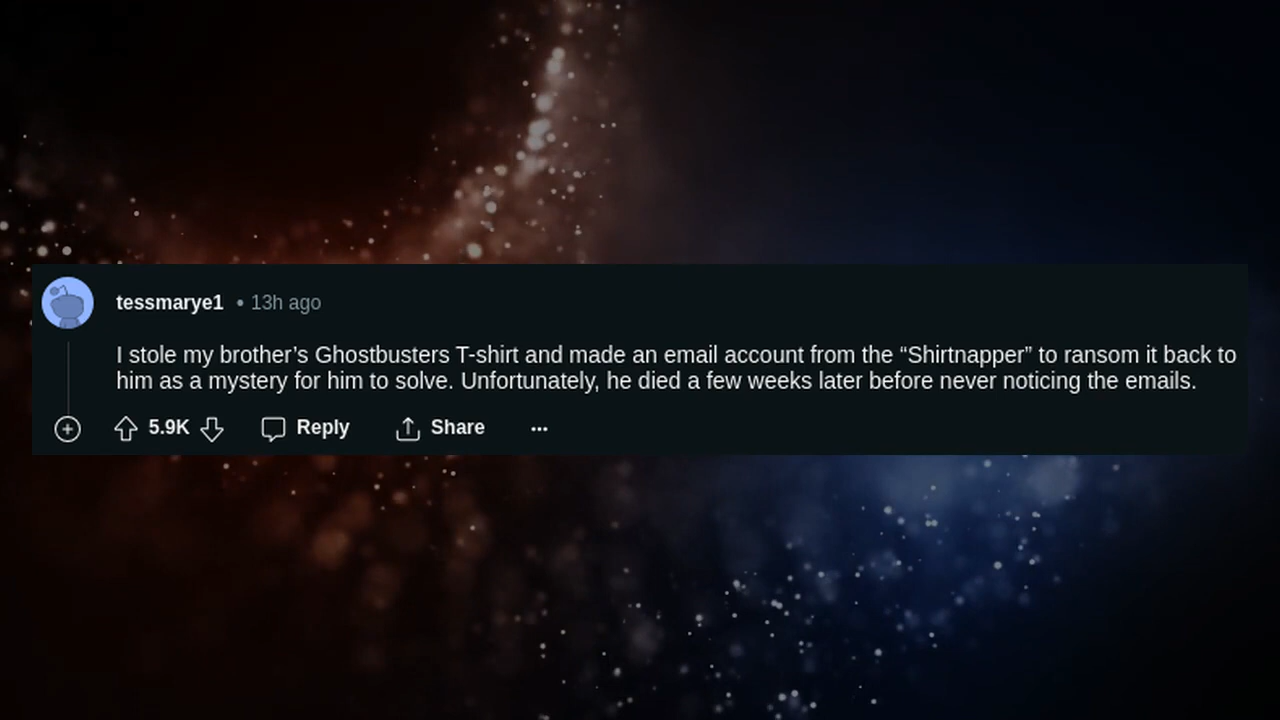 tessmarye1 • 13h ago
I stole my brother’s Ghostbusters T-shirt and made an email account from the “Shirtnapper” to ransom it back to
him as a mystery for him to solve. Unfortunately, he died a few weeks later before never noticing the emails.
5.9K Reply Share ...